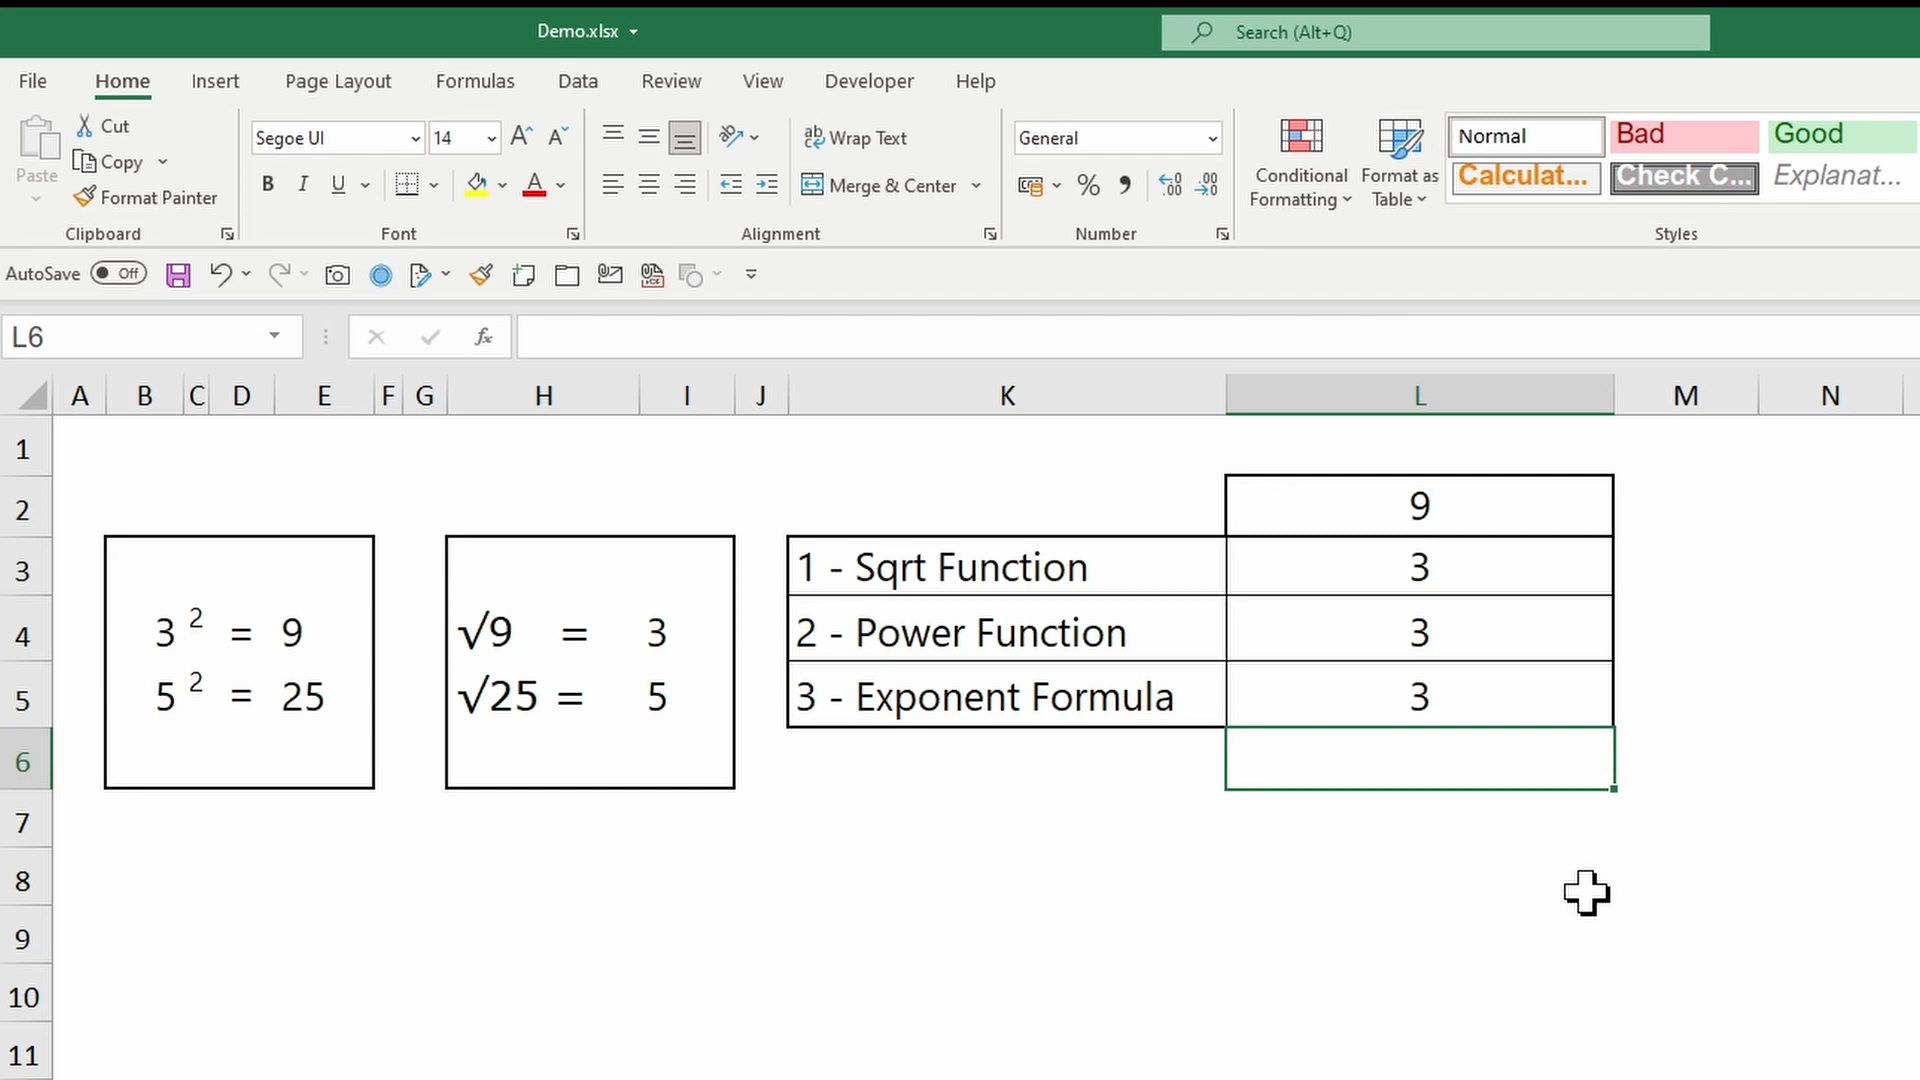 Demo.xlsx
Search (Alt+Q)
File Home Insert Page Layout Formulas Data Review View Developer Help
Paste
Cut
Copy
Format Painter
Clipboard
Segoe UI 14 A A
B I U A
Font
ab Wrap Text
Merge & Center
Alignment
General
% .00 .00
Number
Conditional Formatting
Format as Table
Normal Bad Good
Calculat... Check C... Explanat...
Styles
AutoSave Off
L6 fx
A B C D E F G H I J K L M N
1
2 9
3 1 - Sqrt Function 3
4 3 2 = 9 √9 = 3 2 - Power Function 3
5 5 2 = 25 √25 = 5 3 - Exponent Formula 3
6
7
8
9
10
11